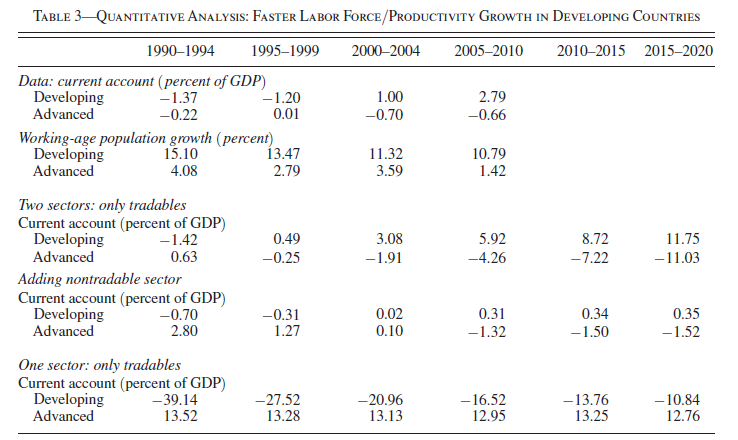 TABLE 3—QUANTITATIVE ANALYSIS: FASTER LABOR FORCE/PRODUCTIVITY GROWTH IN DEVELOPING COUNTRIES
1990–1994 1995–1999 2000–2004 2005–2010 2010–2015 2015–2020
Data: current account (percent of GDP)
Developing −1.37 −1.20 1.00 2.79
Advanced −0.22 0.01 −0.70 −0.66
Working-age population growth (percent)
Developing 15.10 13.47 11.32 10.79
Advanced 4.08 2.79 3.59 1.42
Two sectors: only tradables
Current account (percent of GDP)
Developing −1.42 0.49 3.08 5.92 8.72 11.75
Advanced 0.63 −0.25 −1.91 −4.26 −7.22 −11.03
Adding nontradable sector
Current account (percent of GDP)
Developing −0.70 −0.31 0.02 0.31 0.34 0.35
Advanced 2.80 1.27 0.10 −1.32 −1.50 −1.52
One sector: only tradables
Current account (percent of GDP)
Developing −39.14 −27.52 −20.96 −16.52 −13.76 −10.84
Advanced 13.52 13.28 13.13 12.95 13.25 12.76